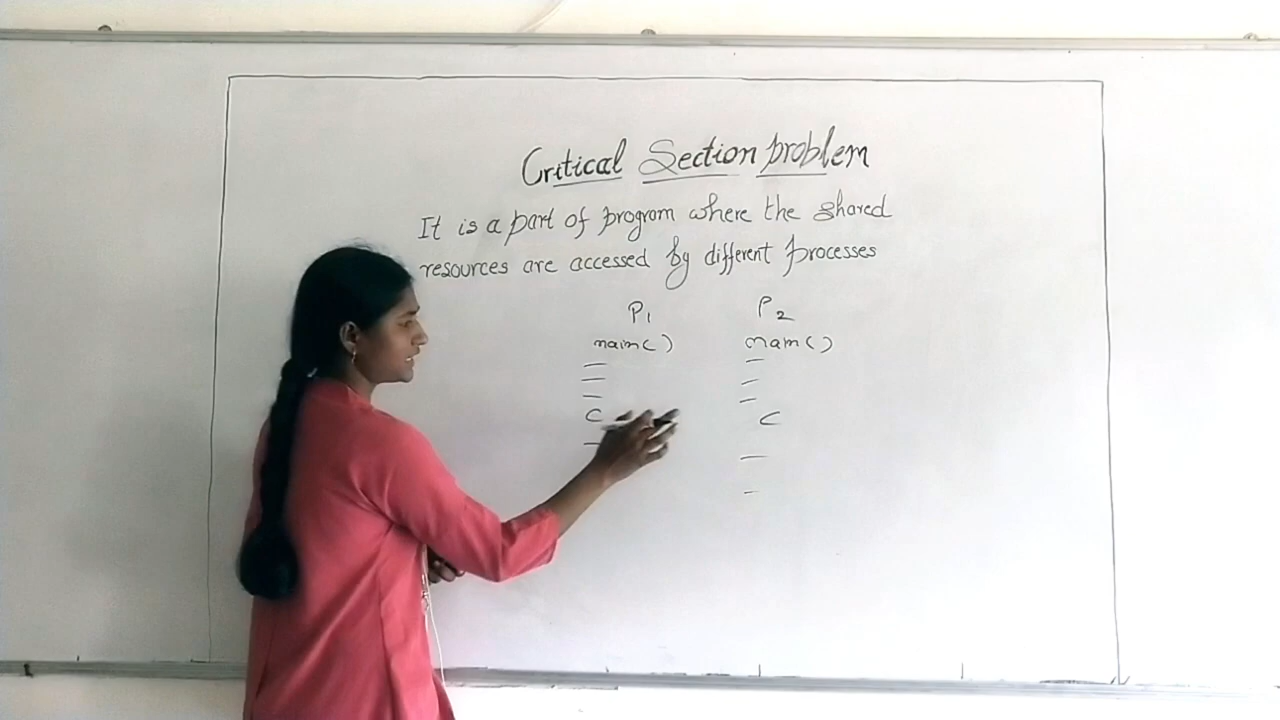 Critical Section problem
It is a part of program where the shared
resources are accessed by different processes
P1 P2
main() main()
C C